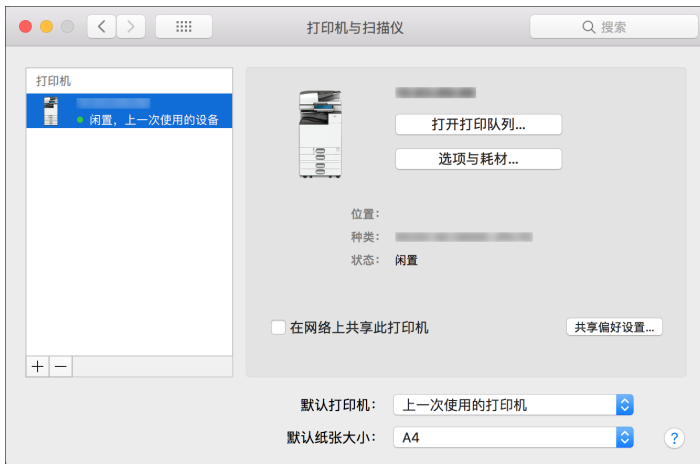 打印机与扫描仪
搜索
打印机
闲置，上一次使用的设备
打开打印队列...
选项与耗材...
位置：
种类：
状态： 闲置
在网络上共享此打印机
共享偏好设置...
默认打印机： 上一次使用的打印机
默认纸张大小： A4
?